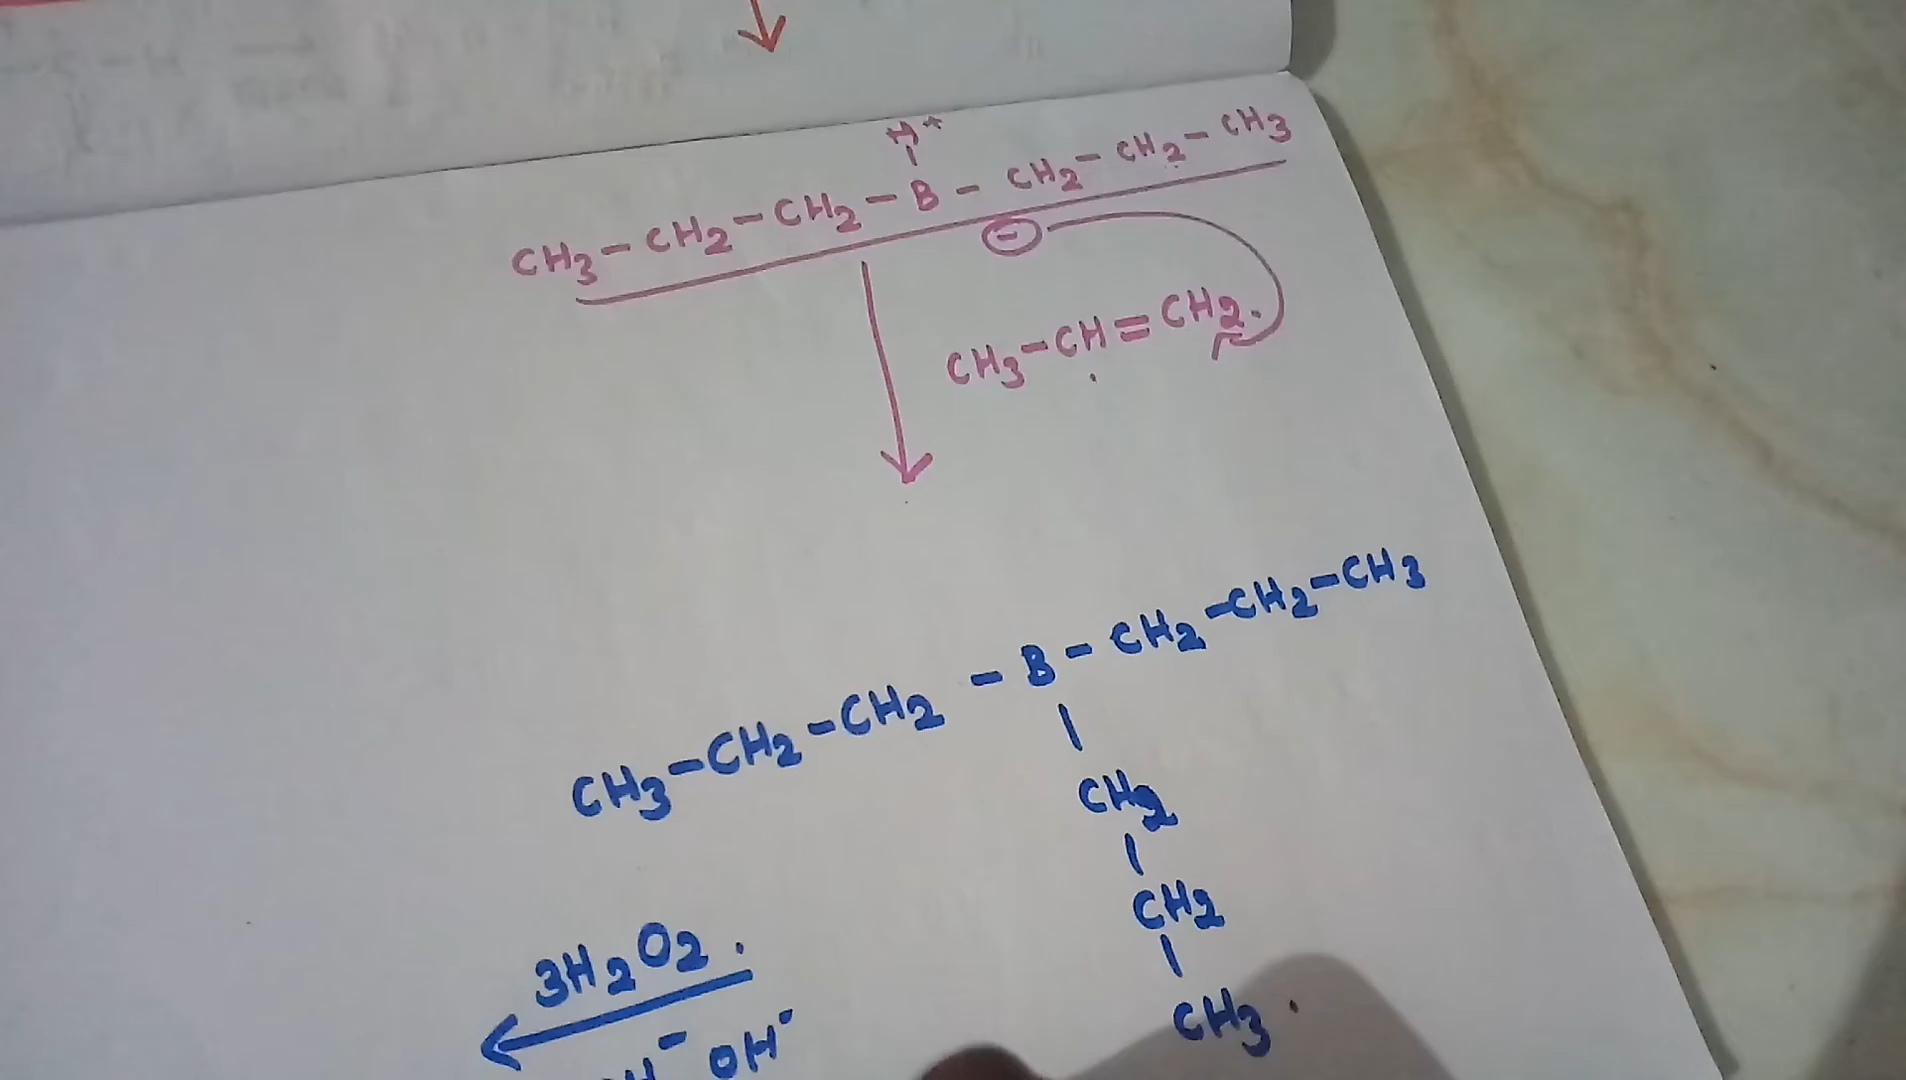 H+
|
CH3-CH2-CH2-B-CH2-CH2-CH3
⊖
CH3-CH=CH2.
CH3-CH2-CH2-B-CH2-CH2-CH3
|
CH2
|
CH2
|
CH3.
3H2O2.
OH-